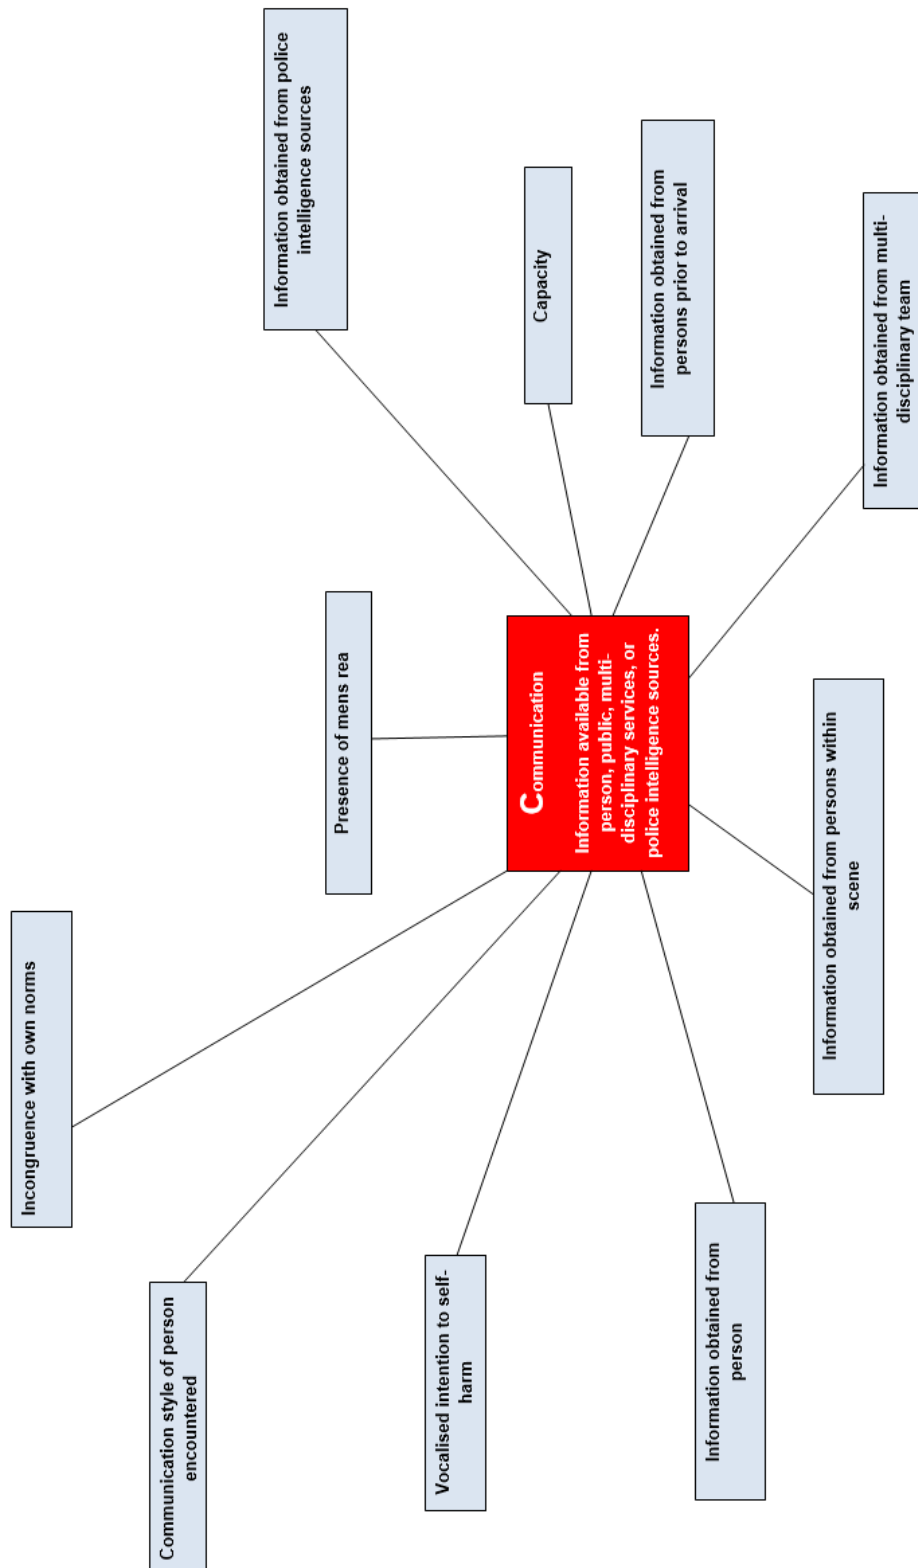 Incongruence with own norms
Communication style of person
encountered
Presence of mens rea
Information obtained from police
intelligence sources
Vocalised intention to self-
harm
Communication
Information available from
person, public, multi-
disciplinary services, or
police intelligence sources.
Capacity
Information obtained from
persons prior to arrival
Information obtained from
person
Information obtained from persons within
scene
Information obtained from multi-
disciplinary team